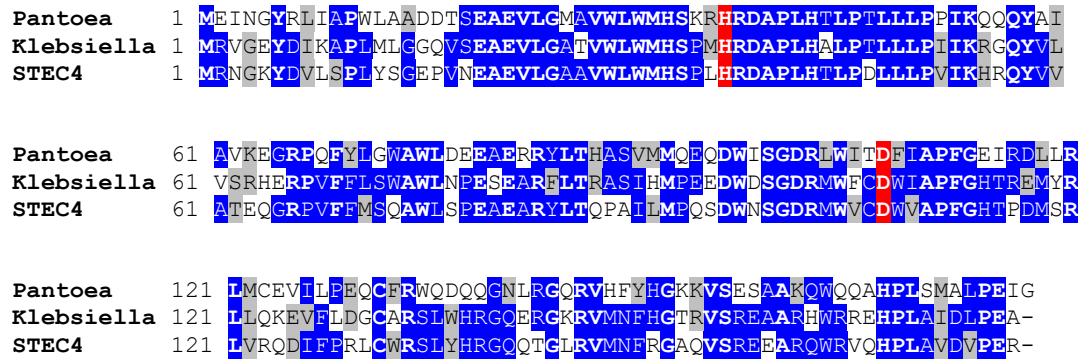 Pantoea 1 MEINGYRLIAPWLAADDTSEAEVLGMAVWLWMHSKRHRDAPLHTLPTLLLPPIKQQQYAI
Klebsiella 1 MRVGEYDIKAPLMLGGQVSEAEVLGATVWLWMHSPMHRDAPLHALPTLLLPIIKRGQYVL
STEC4 1 MRNGKYDVLSPLYSGEPVNEAEVLGAAVWLWMHSPLHRDAPLHTLPDLLLPVIKHRQYVV
Pantoea 61 AVKEGRPQFYLGWAWLDEEAERRYLTHASVMMQEQDWISGDRLWITDFIAPFGEIRDLLR
Klebsiella 61 VSRHERPVFFLSWAWLNPESEARFLTRASIHMPEEDWDSGDRMWFCDWIAPFGHTREMYR
STEC4 61 ATEQGRPVFFMSQAWLSPEAEARYLTQPAILMPQSDWNSGDRMWVCDWVAPFGHTPDMSR
Pantoea 121 LMCEVILPEQCFRWQDQQGNLRGQRVHFYHGKKVSESAAKQWQQAHPLSMALPEIG
Klebsiella 121 LLQKEVFLDGCARSLWHRGQERGKRVMNFHGTRVSREAARHWRREHPLAIDLPEA-
STEC4 121 LVRQDIFPRLCWRSLYHRGQQTGLRVMNFRGAQVSREEARQWRVQHPLAVDVPER-